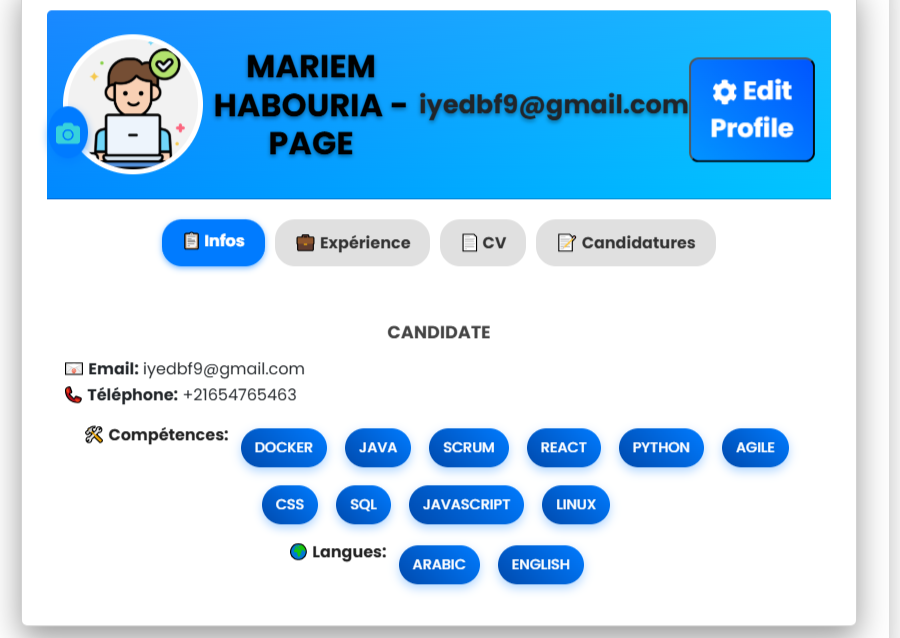 MARIEM
HABOURIA -
PAGE
iyedbf9@gmail.com
Edit
Profile
Infos
Expérience
CV
Candidatures
CANDIDATE
Email: iyedbf9@gmail.com
Téléphone: +21654765463
Compétences: DOCKER JAVA SCRUM REACT PYTHON AGILE
CSS SQL JAVASCRIPT LINUX
Langues: ARABIC ENGLISH